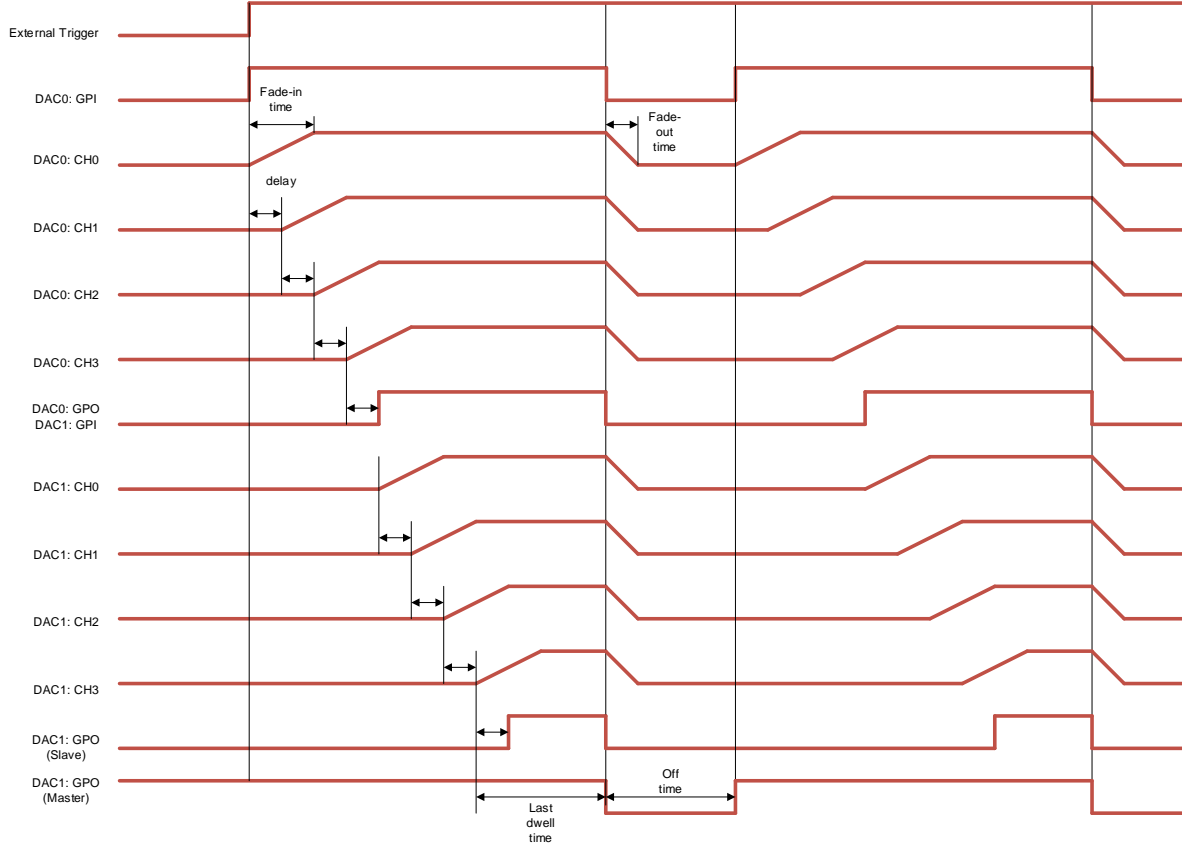 External Trigger
DAC0: GPI
Fade-in
time
Fade-
out
time
DAC0: CH0
delay
DAC0: CH1
DAC0: CH2
DAC0: CH3
DAC0: GPO
DAC1: GPI
DAC1: CH0
DAC1: CH1
DAC1: CH2
DAC1: CH3
DAC1: GPO
(Slave)
DAC1: GPO
(Master)
Off
time
Last
dwell
time